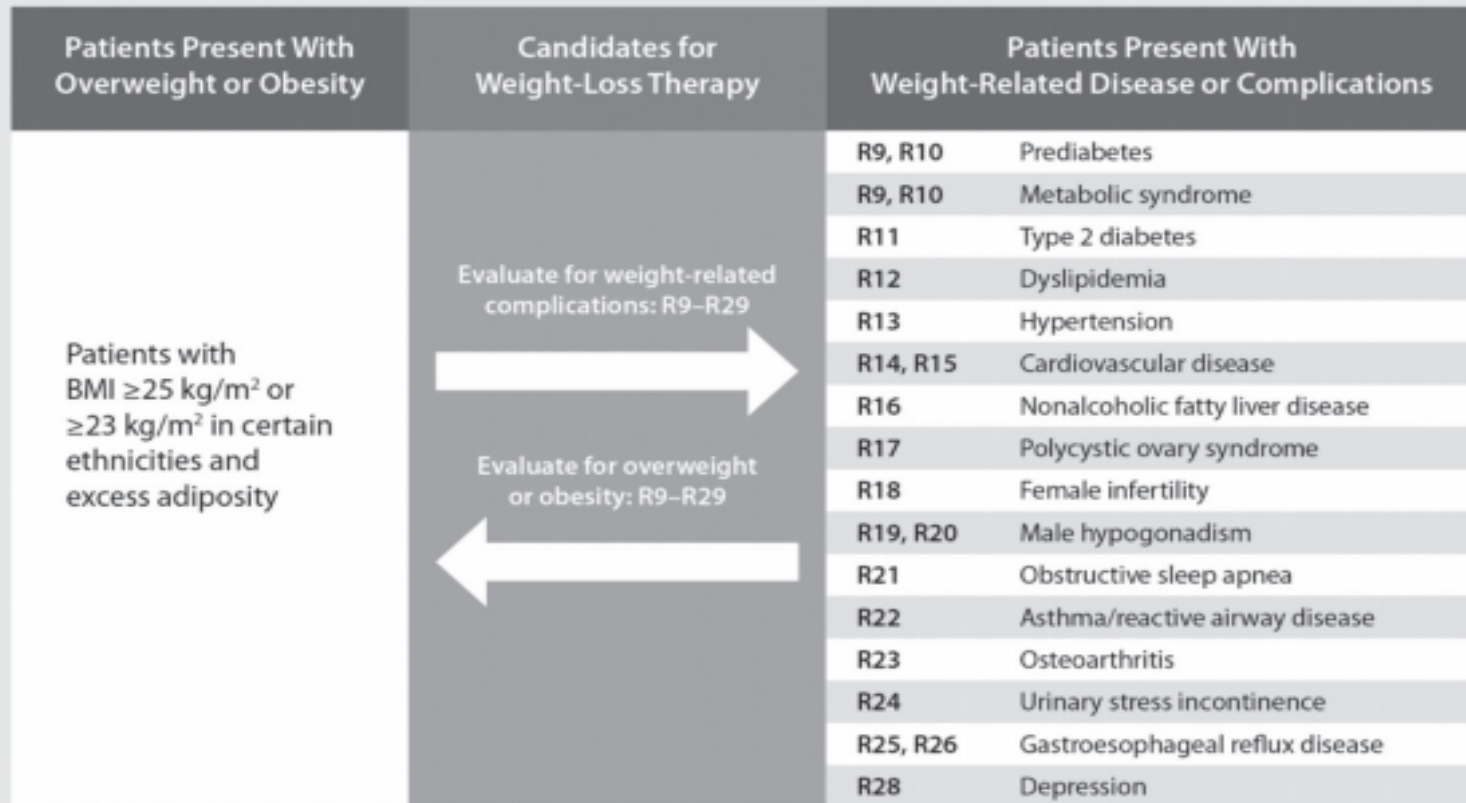 Patients Present With
Overweight or Obesity
Candidates for
Weight-Loss Therapy
Patients Present With
Weight-Related Disease or Complications
Patients with
BMI ≥25 kg/m² or
≥23 kg/m² in certain
ethnicities and
excess adiposity
Evaluate for weight-related
complications: R9–R29
Evaluate for overweight
or obesity: R9–R29
R9, R10 Prediabetes
R9, R10 Metabolic syndrome
R11 Type 2 diabetes
R12 Dyslipidemia
R13 Hypertension
R14, R15 Cardiovascular disease
R16 Nonalcoholic fatty liver disease
R17 Polycystic ovary syndrome
R18 Female infertility
R19, R20 Male hypogonadism
R21 Obstructive sleep apnea
R22 Asthma/reactive airway disease
R23 Osteoarthritis
R24 Urinary stress incontinence
R25, R26 Gastroesophageal reflux disease
R28 Depression